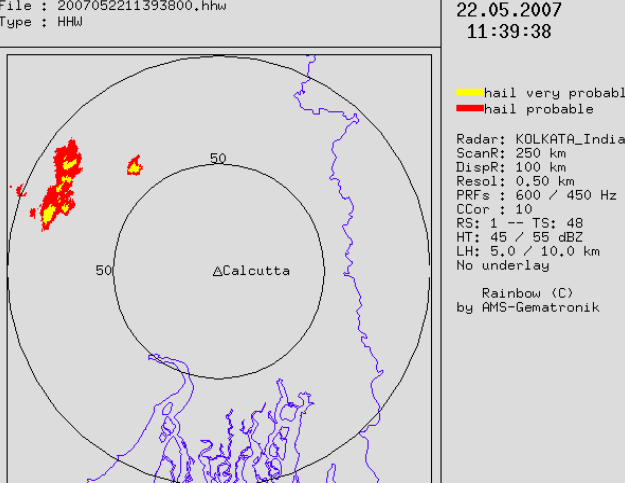 File : 2007052211393800.hhw
Type : HHW
22.05.2007
11:39:38
hail very probabl
hail probable
Radar: KOLKATA_India
ScanR: 250 km
DispR: 100 km
Resol: 0.50 km
PRFs : 600 / 450 Hz
CCor : 10
RS: 1 -- TS: 48
HT: 45 / 55 dBZ
LH: 5.0 / 10.0 km
No underlay
Rainbow (C)
by AMS-Gematronik
50
50
Calcutta